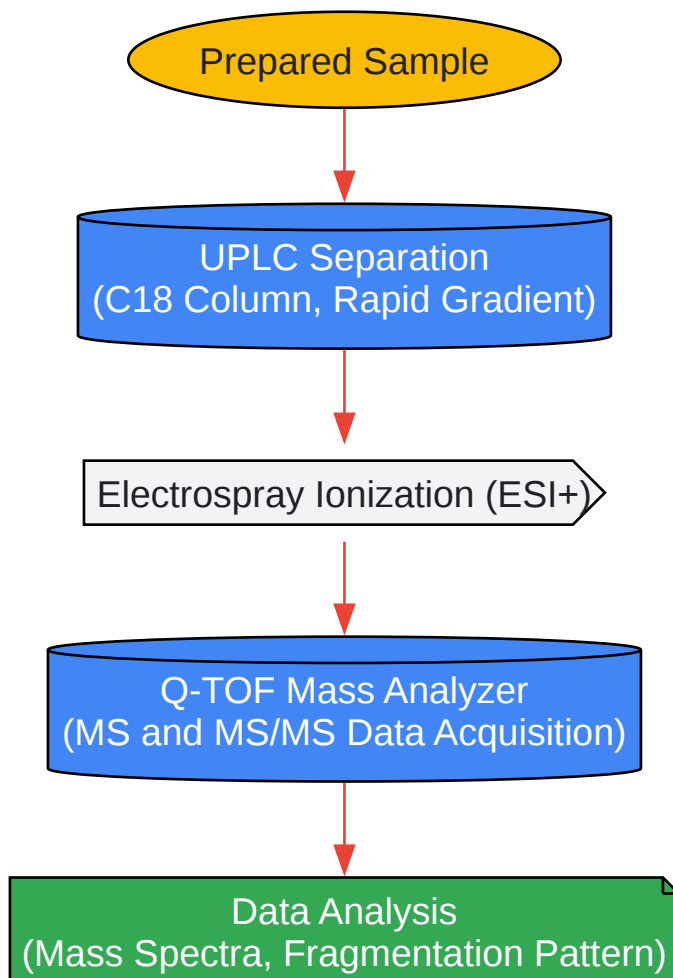 Prepared Sample
UPLC Separation
(C18 Column, Rapid Gradient)
Electrospray Ionization (ESI+)
Q-TOF Mass Analyzer
(MS and MS/MS Data Acquisition)
Data Analysis
(Mass Spectra, Fragmentation Pattern)